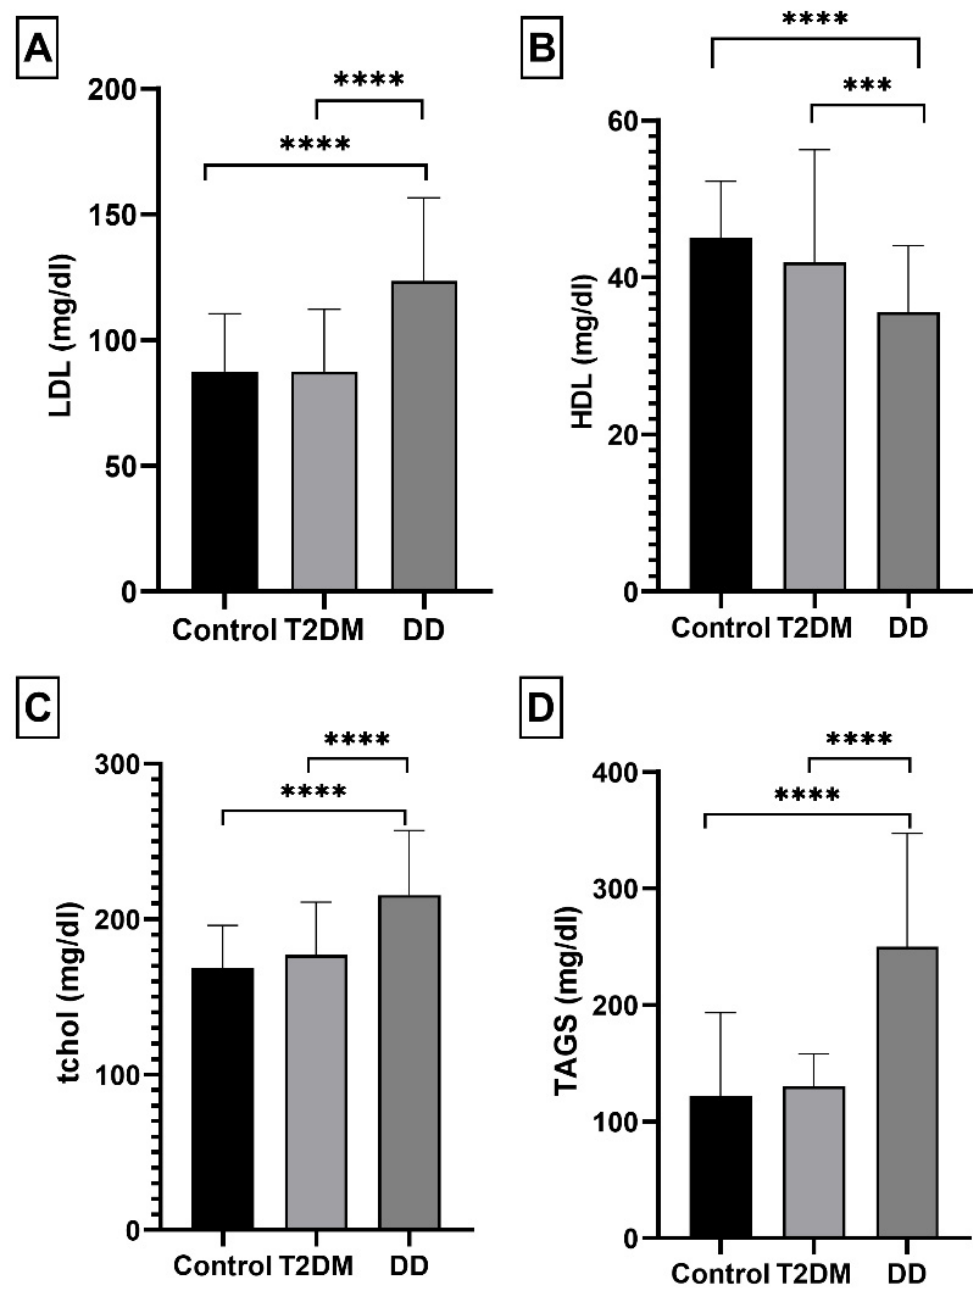 A
****
****
200
150
100
50
0
LDL (mg/dl)
Control T2DM DD
B
****
***
60
40
20
0
HDL (mg/dl)
Control T2DM DD
C
****
****
300
200
100
0
tchol (mg/dl)
Control T2DM DD
D
****
****
400
300
200
100
0
TAGS (mg/dl)
Control T2DM DD